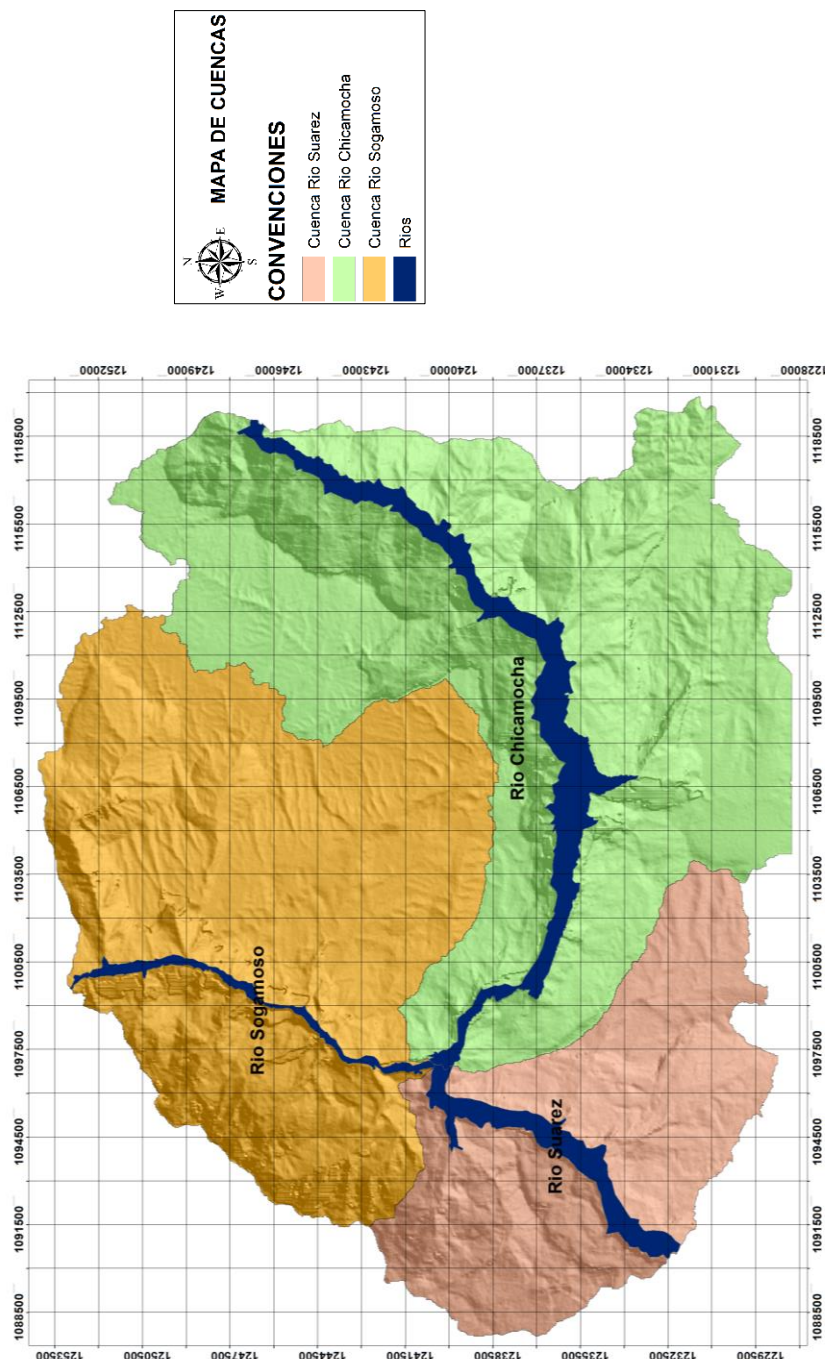 1088500
1091500
1094500
1097500
1100500
1103500
1106500
1109500
1112500
1115500
1118500
1253500
1250500
1247500
1244500
1241500
1238500
1235500
1232500
1229500
1252000
1249000
1246000
1243000
1240000
1237000
1234000
1231000
1228000
Rio Sogamoso
Rio Chicamocha
Rio Suarez
N
W
E
S
MAPA DE CUENCAS
CONVENCIONES
Cuenca Rio Suarez
Cuenca Rio Chicamocha
Cuenca Rio Sogamoso
Rios